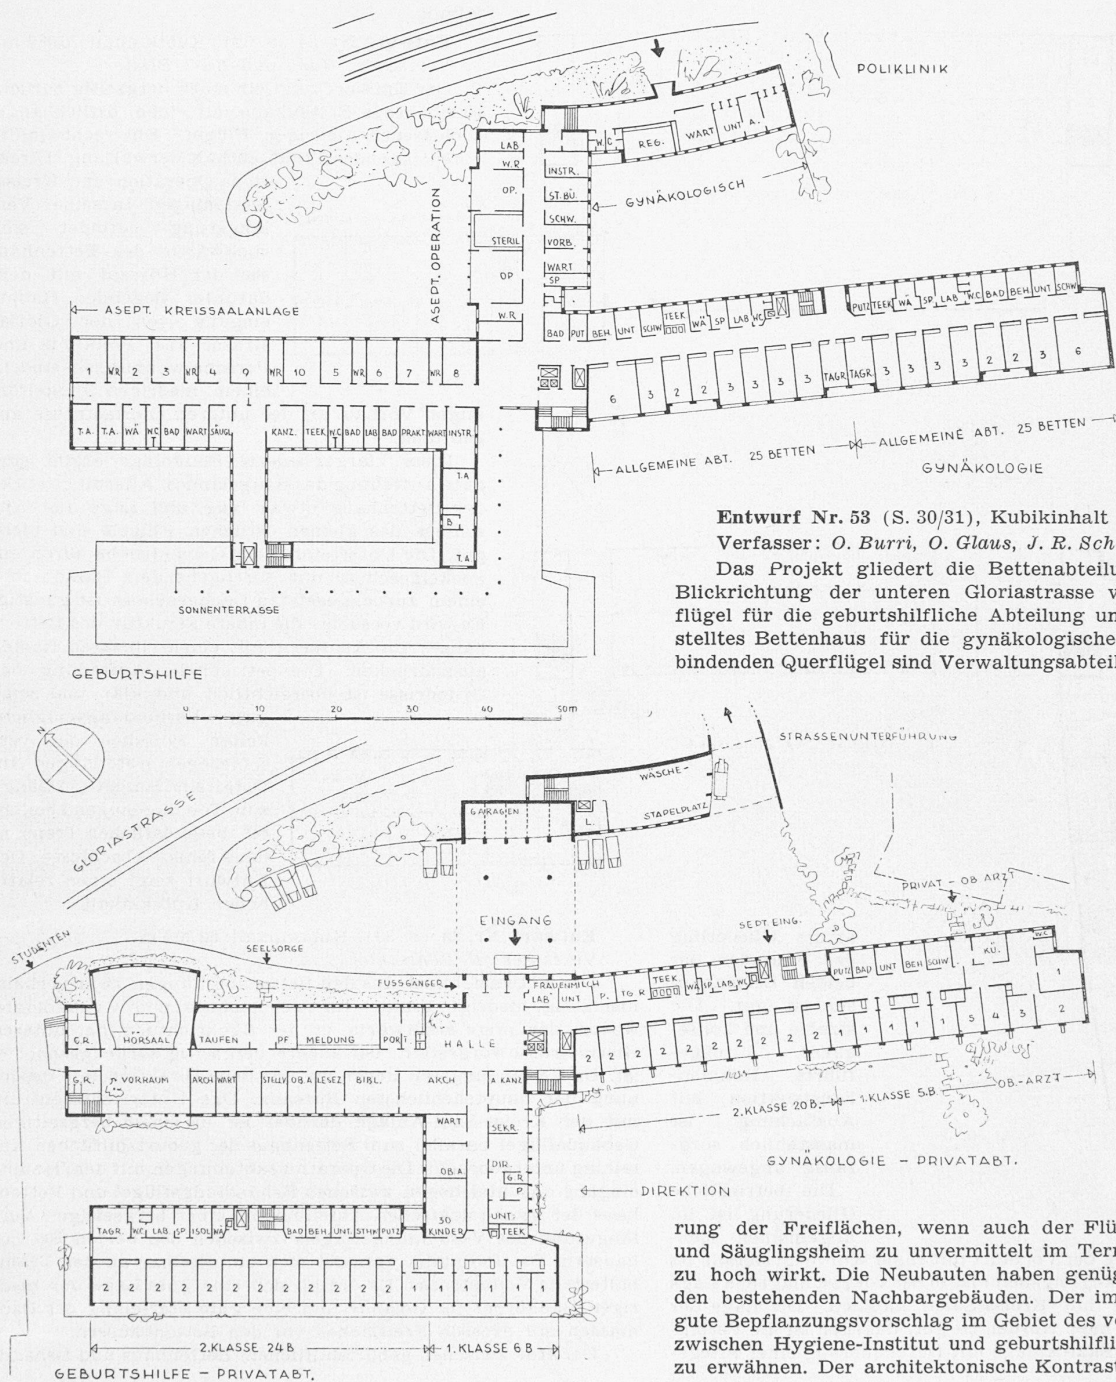 POLIKLINIK
LAB
W.R
OP.
STERIL
OP
W.R
INSTR.
ST.BÜ.
SCHW.
VORB.
WART
SP
W.C
REG.
WART
UNT
A.
GYNÄKOLOGISCH
ASEPT. OPERATION
ASEPT. KREISSAALANLAGE
1 WR 2 3 WR 4 9 WR 10 5 WR 6 7 WR 8
T.A. T.A. WÄ W.C BAD WART SÄUGL KANZ. TEEK W.C BAD LAB BAD PRAKT WART INSTR.
T.A
B
T.A
BAD PUT BEH. UNT SCHW TEEK WÄ SP LAB WC PUTZ TEEK WÄ SP LAB W.C BAD BEH. UNT SCHW
6 3 2 2 3 3 3 3 TAGR. TAGR. 3 3 3 3 2 2 3 6
ALLGEMEINE ABT. 25 BETTEN
ALLGEMEINE ABT. 25 BETTEN
GYNÄKOLOGIE
SONNENTERRASSE
GEBURTSHILFE
Entwurf Nr. 53 (S. 30/31), Kubikinhalt
Verfasser: O. Burri, O. Glaus, J. R. Sch
Das Projekt gliedert die Bettenabteilu
Blickrichtung der unteren Gloriastrasse v
flügel für die geburtshilfliche Abteilung un
stelltes Bettenhaus für die gynäkologische
bindenden Querflügel sind Verwaltungsabteil
0 10 20 30 40 50m
N
GLORIASTRASSE
STRASSENUNTERFÜHRUNG
WÄSCHE-
STAPELPLATZ
L.
GARAGEN
EINGANG
PRIVAT-OB ARZT
SEPT. EING.
STUDENTEN
SEELSORGE
FUSSGÄNGER
FRAUENMILCH
LAB UNT P. TG R TEEK WÄ SP. LAB. WC PUTZ BAD UNT BEH SCHW. KÜ. W.C
G.R. HÖRSAAL TAUFEN PF MELDUNG PORT. T HALLE
G.R. VORRAUM ARCH WART STELLV OB.A LESEZ. BIBL. ARCH A KANZ
2 2 2 2 2 2 2 2 2 2 1 1 1 1 1 5 4 3 2
1
2.KLASSE 20B.
1.KLASSE 5.B
OB.-ARZT
GYNÄKOLOGIE – PRIVATABT.
WART
SEKR.
OB.A
DIR.
G.R
P
UNT.
30
KINDER
TEEK
DIREKTION
TAGR. W.C LAB. SP ISOL WÄ BAD BEH. UNT. STHW PUTZ
2 2 2 2 2 2 2 2 2 2 2 2 1 1 1 1 1 1
2.KLASSE 24B
1.KLASSE 6B
GEBURTSHILFE – PRIVATABT.
rung der Freiflächen, wenn auch der Flü
und Säuglingsheim zu unvermittelt im Terr
zu hoch wirkt. Die Neubauten haben genüg
den bestehenden Nachbargebäuden. Der im
gute Bepflanzungsvorschlag im Gebiet des v
zwischen Hygiene-Institut und geburtshilfli
zu erwähnen. Der architektonische Kontrast